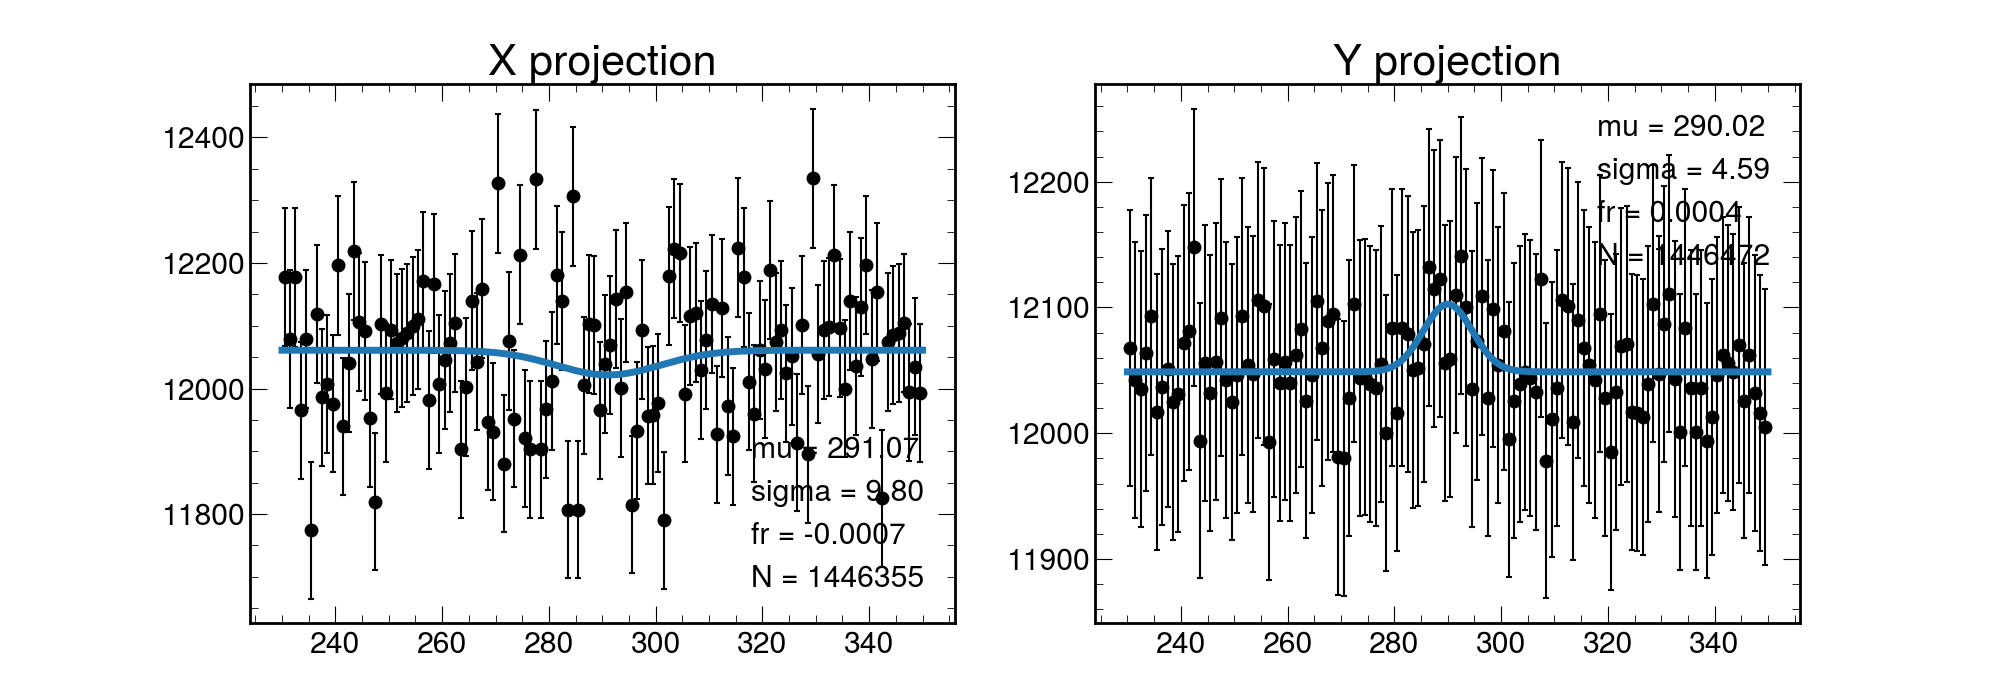 X projection
12400
12200
12000
11800
mu = 291.07
sigma = 9.80
fr = -0.0007
N = 1446355
240 260 280 300 320 340
Y projection
12200
12100
12000
11900
mu = 290.02
sigma = 4.59
fr = 0.0004
N = 1446472
240 260 280 300 320 340